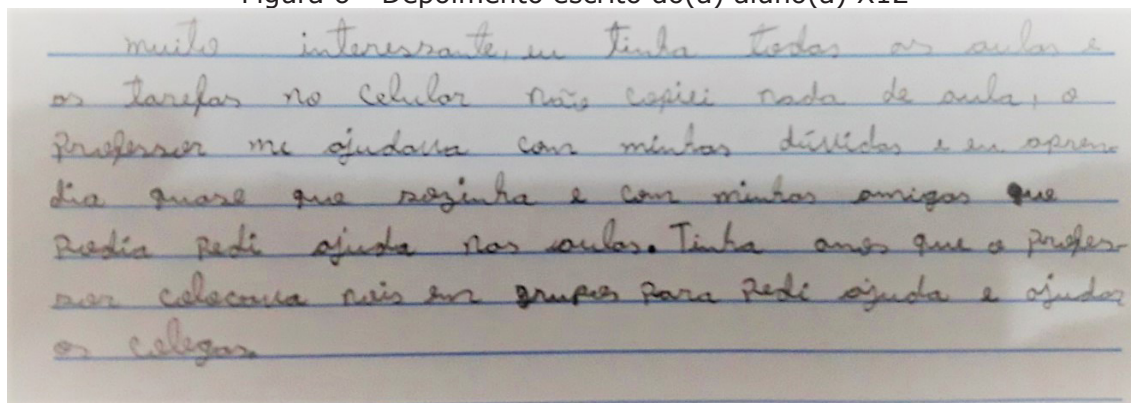 Figura 6 - Depoimento escrito do(a) aluno(a) X12
muito interessante, eu tinha todas as aulas e
as tarefas no celular não copiei nada de aula, o
professor me ajudava com minhas dúvidas e eu apren
dia quase que sozinha e com minhas amigas que
podia pedi ajuda nas aulas. Tinha que o profes-
sor colocava nois em grupos para pedi ajuda e ajudar
os colegas.